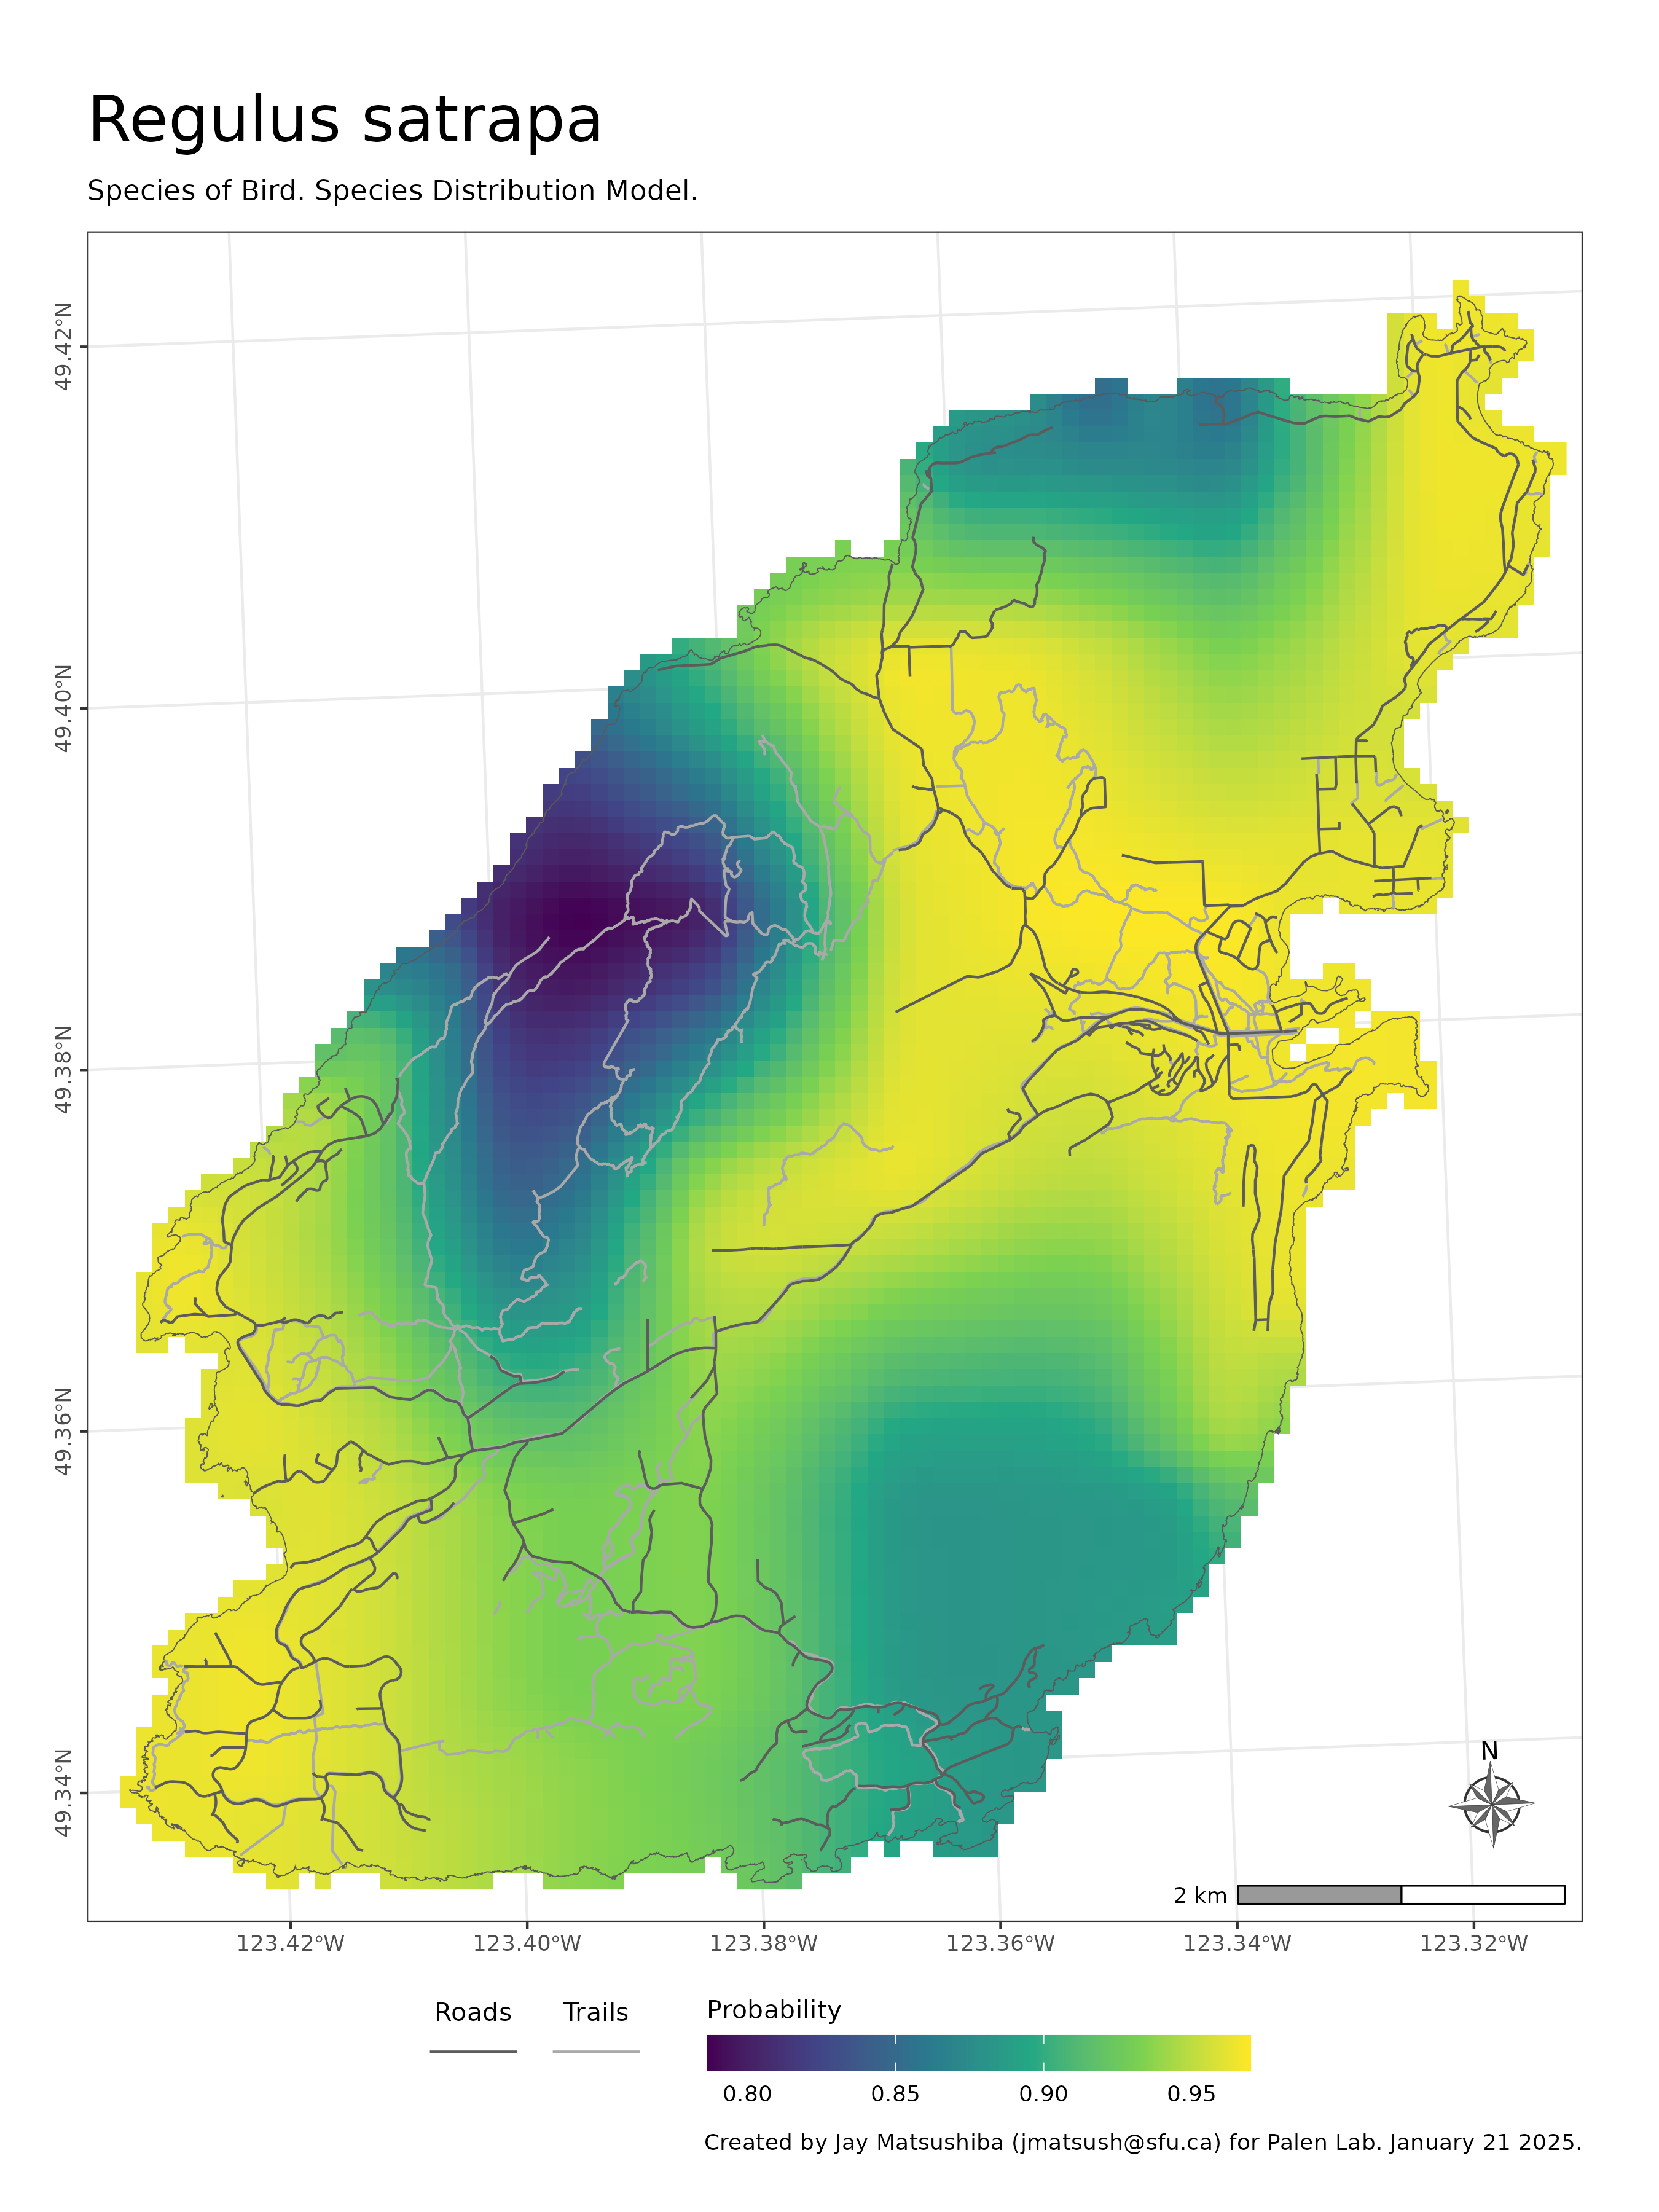 Regulus satrapa
Species of Bird. Species Distribution Model.
49.42°N
49.40°N
49.38°N
49.36°N
49.34°N
N
2 km
123.42°W 123.40°W 123.38°W 123.36°W 123.34°W 123.32°W
Roads Trails Probability
0.80 0.85 0.90 0.95
Created by Jay Matsushiba (jmatsush@sfu.ca) for Palen Lab. January 21 2025.